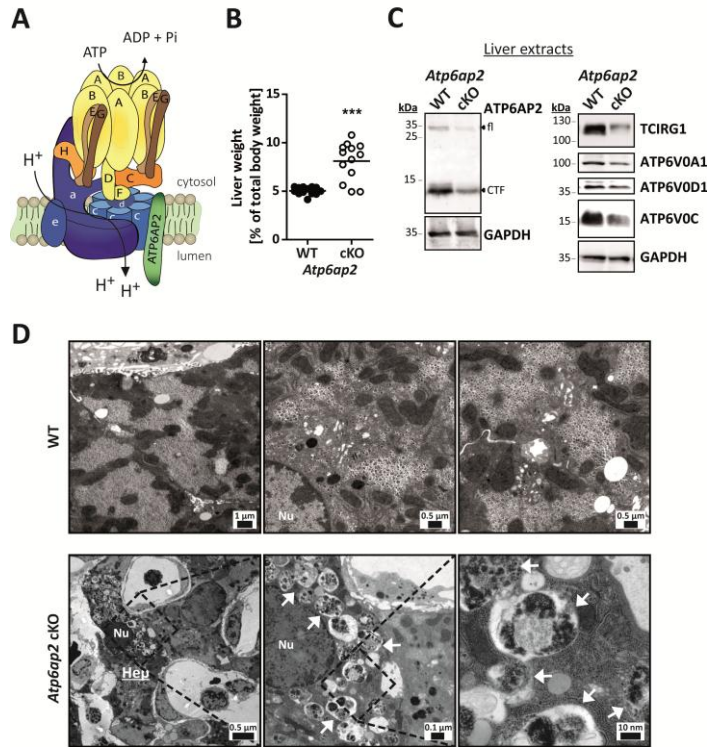 A
ATP
ADP + Pi
A
B
A
B
A
B
E
G
E
G
H
H⁺
C
D
F
a
d
c
c
c
c
e
cytosol
lumen
ATP6AP2
H⁺
H⁺
B
Liver weight
[% of total body weight]
15
10
5
0
***
WT cKO
Atp6ap2
C
Liver extracts
Atp6ap2
kDa WT cKO ATP6AP2
35
25
fl
15
CTF
35 GAPDH
Atp6ap2
kDa WT cKO
130
100
TCIRG1
100 ATP6V0A1
35 ATP6V0D1
15 ATP6V0C
35 GAPDH
D
WT
1 µm
Nu
0.5 µm
0.5 µm
Atp6ap2 cKO
Nu
Hep
0.5 µm
Nu
0.1 µm
10 nm